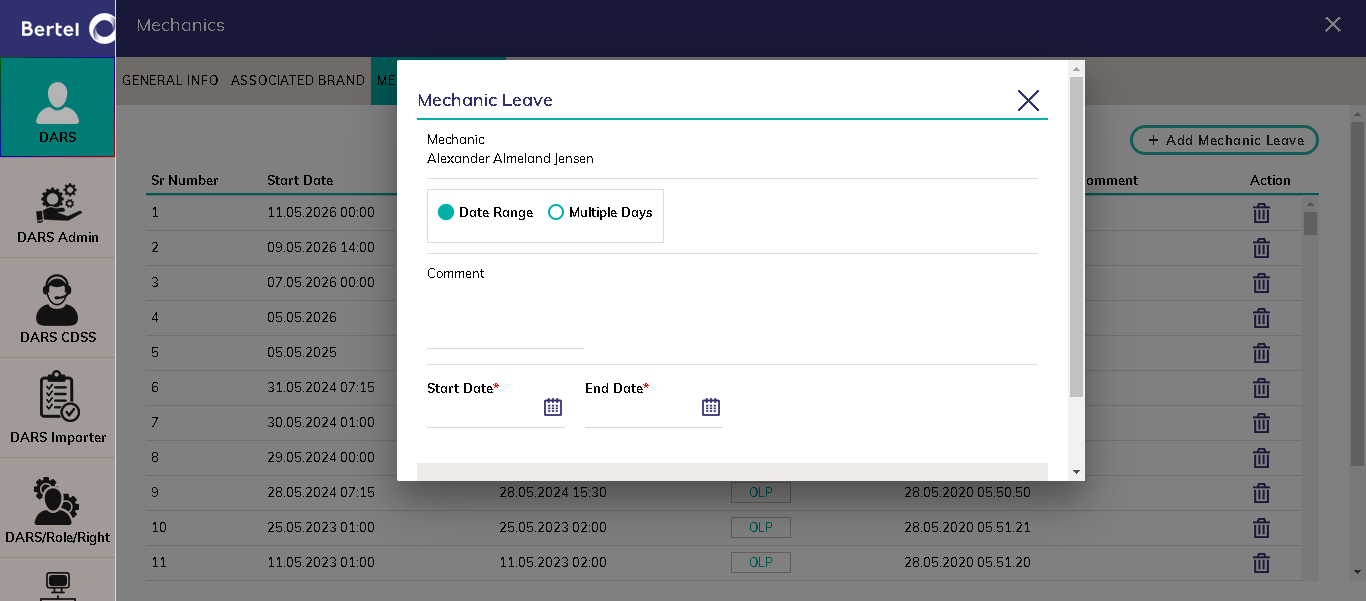 Bertel
Mechanics
DARS
DARS Admin
DARS CDSS
DARS Importer
DARS/Role/Right
GENERAL INFO ASSOCIATED BRAND ME
+ Add Mechanic Leave
Sr Number Start Date omment Action
1 11.05.2026 00:00
2 09.05.2026 14:00
3 07.05.2026 00:00
4 05.05.2026
5 05.05.2025
6 31.05.2024 07:15
7 30.05.2024 01:00
8 29.05.2024 00:00
9 28.05.2024 07:15 28.05.2024 15:30 OLP 28.05.2020 05.50.50
10 25.05.2023 01:00 25.05.2023 02:00 OLP 28.05.2020 05.51.21
11 11.05.2023 01:00 11.05.2023 02:00 OLP 28.05.2020 05.51.20
Mechanic Leave
Mechanic
Alexander Almeland Jensen
Date Range Multiple Days
Comment
Start Date* End Date*